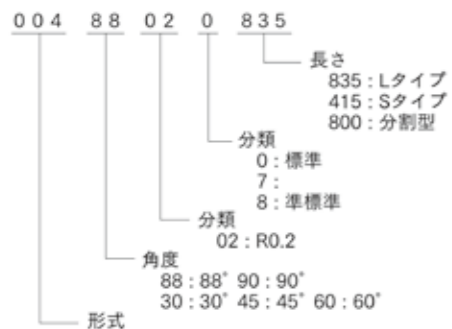 004 88 02 0 835
長さ
835：Lタイプ
415：Sタイプ
800：分割型
分類
0：標準
7：
8：準標準
分類
02：R0.2
角度
88：88° 90：90°
30：30° 45：45° 60：60°
形式